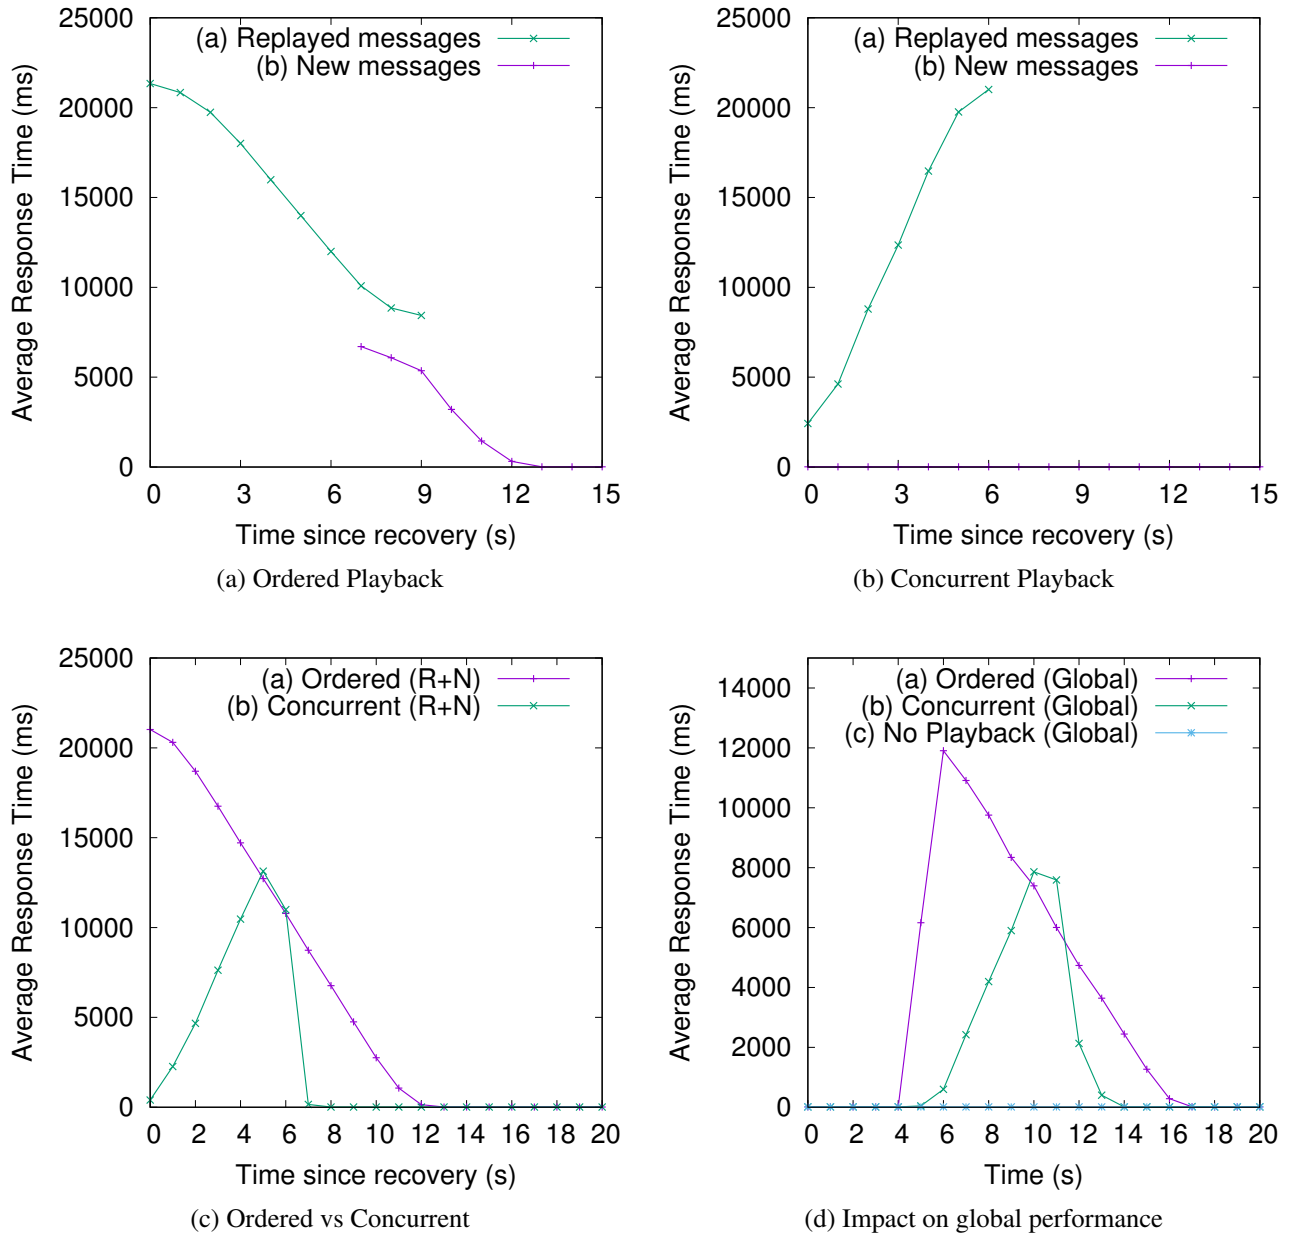 25000
20000
15000
10000
5000
0
Average Response Time (ms)
(a) Replayed messages
(b) New messages
0 3 6 9 12 15
Time since recovery (s)
(a) Ordered Playback
25000
20000
15000
10000
5000
0
Average Response Time (ms)
(a) Replayed messages
(b) New messages
0 3 6 9 12 15
Time since recovery (s)
(b) Concurrent Playback
25000
20000
15000
10000
5000
0
Average Response Time (ms)
(a) Ordered (R+N)
(b) Concurrent (R+N)
0 2 4 6 8 10 12 14 16 18 20
Time since recovery (s)
(c) Ordered vs Concurrent
14000
12000
10000
8000
6000
4000
2000
0
Average Response Time (ms)
(a) Ordered (Global)
(b) Concurrent (Global)
(c) No Playback (Global)
0 2 4 6 8 10 12 14 16 18 20
Time (s)
(d) Impact on global performance